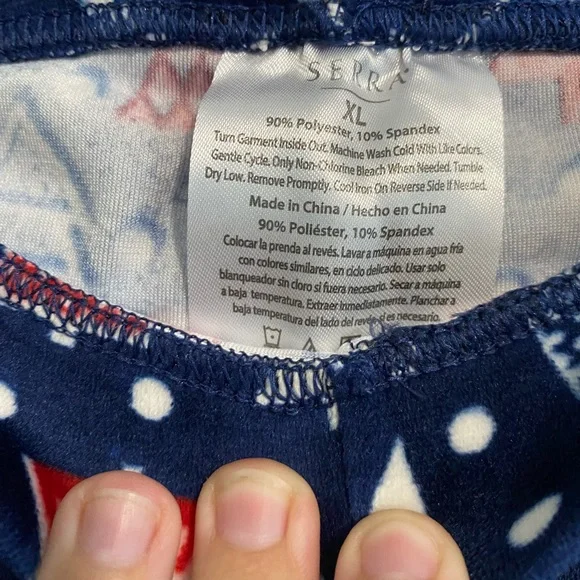 SERRA
XL
90% Polyester, 10% Spandex
Turn Garment Inside Out. Machine Wash Cold With Like Colors.
Gentle Cycle. Only Non-Chlorine Bleach When Needed. Tumble
Dry Low. Remove Promptly. Cool Iron On Reverse Side If Needed.
Made in China / Hecho en China
90% Poliéster, 10% Spandex
Colocar la prenda al revés. Lavar a máquina en agua fría
con colores similares, en ciclo delicado. Usar solo
blanqueador sin cloro si fuera necesario. Secar a máquina
a baja temperatura. Extraer inmediatamente. Planchar a
baja temperatura del lado del revés si es necesario.